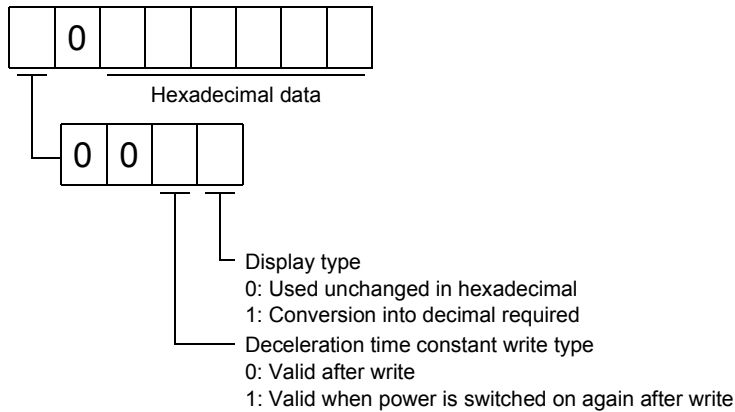 0
Hexadecimal data
0 0
Display type
0: Used unchanged in hexadecimal
1: Conversion into decimal required
Deceleration time constant write type
0: Valid after write
1: Valid when power is switched on again after write